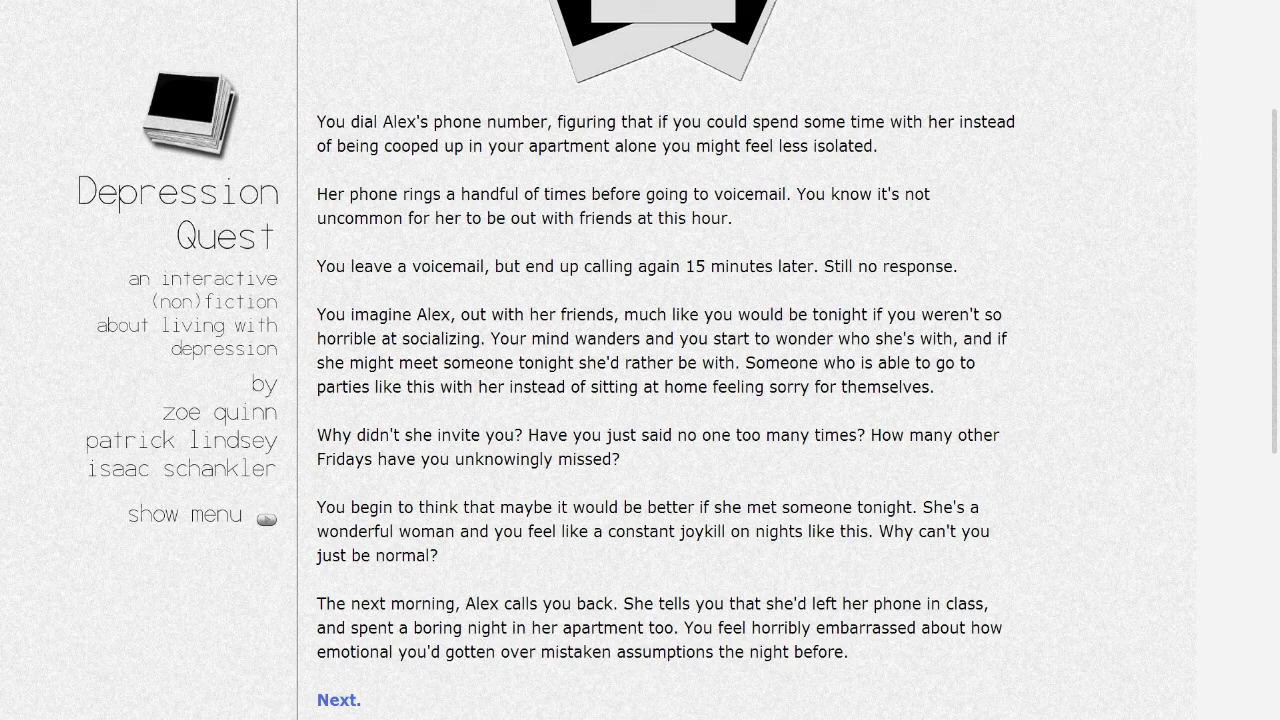 Depression
Quest
an interactive
(non)fiction
about living with
depression
by
zoe quinn
patrick lindsey
isaac schankler
show menu
You dial Alex's phone number, figuring that if you could spend some time with her instead
of being cooped up in your apartment alone you might feel less isolated.
Her phone rings a handful of times before going to voicemail. You know it's not
uncommon for her to be out with friends at this hour.
You leave a voicemail, but end up calling again 15 minutes later. Still no response.
You imagine Alex, out with her friends, much like you would be tonight if you weren't so
horrible at socializing. Your mind wanders and you start to wonder who she's with, and if
she might meet someone tonight she'd rather be with. Someone who is able to go to
parties like this with her instead of sitting at home feeling sorry for themselves.
Why didn't she invite you? Have you just said no one too many times? How many other
Fridays have you unknowingly missed?
You begin to think that maybe it would be better if she met someone tonight. She's a
wonderful woman and you feel like a constant joykill on nights like this. Why can't you
just be normal?
The next morning, Alex calls you back. She tells you that she'd left her phone in class,
and spent a boring night in her apartment too. You feel horribly embarrassed about how
emotional you'd gotten over mistaken assumptions the night before.
Next.